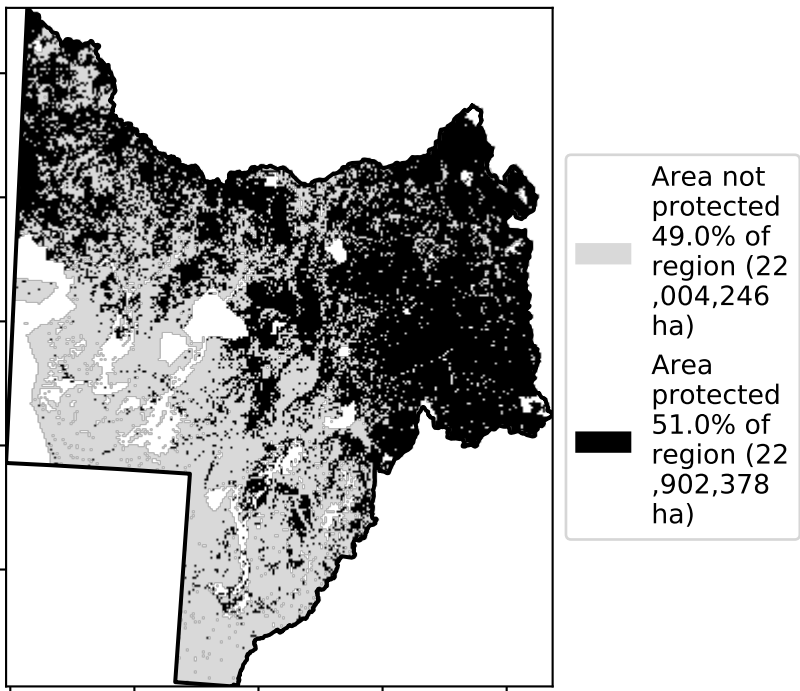 Area not
protected
49.0% of
region (22
,004,246
ha)
Area
protected
51.0% of
region (22
,902,378
ha)